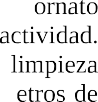 ornato
actividad.
limpieza
etros de